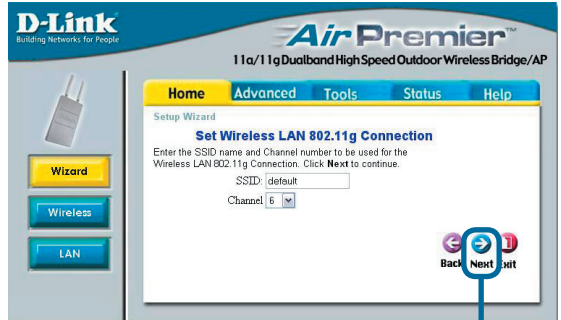 D-Link
Building Networks for People
Air Premier™
11a/11g Dualband High Speed Outdoor Wireless Bridge/AP
Home Advanced Tools Status Help
Setup Wizard
Set Wireless LAN 802.11g Connection
Enter the SSID name and Channel number to be used for the
Wireless LAN 802.11g Connection. Click Next to continue.
SSID: default
Channel 6
Wizard
Wireless
LAN
Back Next Exit